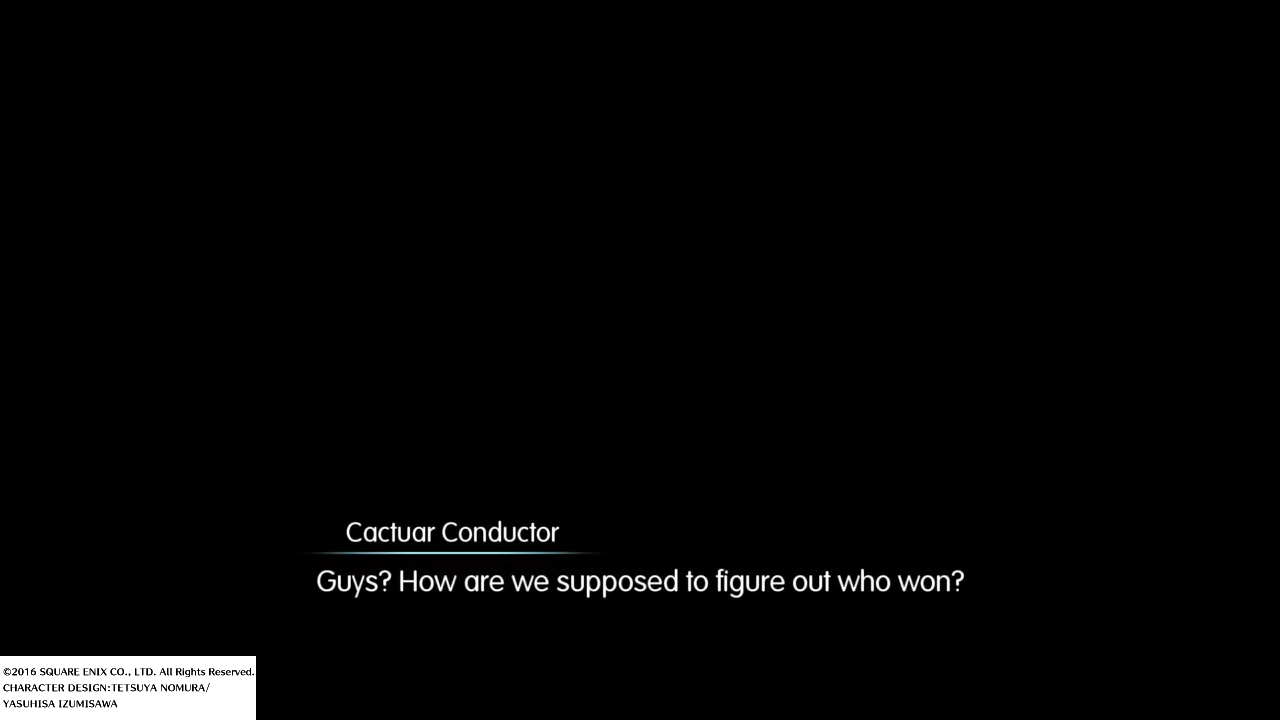 Cactuar Conductor
Guys? How are we supposed to figure out who won?
©2016 SQUARE ENIX CO., LTD. All Rights Reserved.
CHARACTER DESIGN:TETSUYA NOMURA/
YASUHISA IZUMISAWA